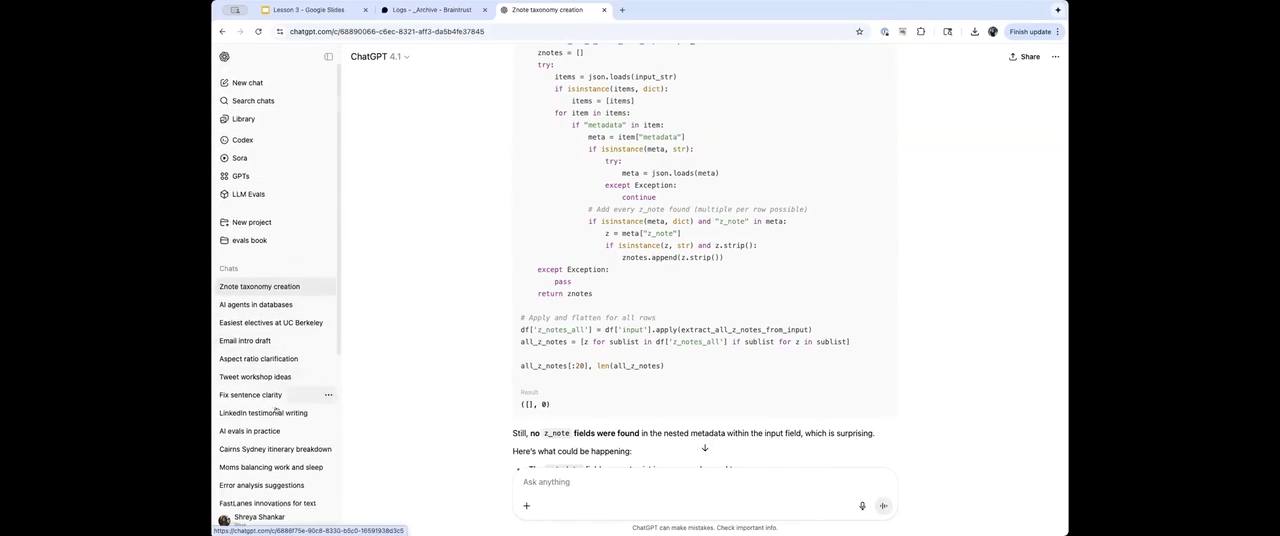 Lesson 3 - Google Slides
Logs - _Archive - Braintrust
Znote taxonomy creation
chatgpt.com/c/68890066-c6ec-8321-aff3-da5b4fe37845
Finish update
ChatGPT 4.1
Share
New chat
Search chats
Library
Codex
Sora
GPTs
LLM Evals
New project
evals book
Chats
Znote taxonomy creation
AI agents in databases
Easiest electives at UC Berkeley
Email intro draft
Aspect ratio clarification
Tweet workshop ideas
Fix sentence clarity
LinkedIn testimonial writing
AI evals in practice
Cairns Sydney itinerary breakdown
Moms balancing work and sleep
Error analysis suggestions
FastLanes innovations for text
Shreya Shankar
https://chatgpt.com/c/6886f75e-90c8-8330-b5c0-16591938d3c5
znotes = []
try:
items = json.loads(input_str)
if isinstance(items, dict):
items = [items]
for item in items:
if "metadata" in item:
meta = item["metadata"]
if isinstance(meta, str):
try:
meta = json.loads(meta)
except Exception:
continue
# Add every z_note found (multiple per row possible)
if isinstance(meta, dict) and "z_note" in meta:
z = meta["z_note"]
if isinstance(z, str) and z.strip():
znotes.append(z.strip())
except Exception:
pass
return znotes
# Apply and flatten for all rows
df['z_notes_all'] = df['input'].apply(extract_all_z_notes_from_input)
all_z_notes = [z for sublist in df['z_notes_all'] if sublist for z in sublist]
all_z_notes[:20], len(all_z_notes)
Result
([], 0)
Still, no z_note fields were found in the nested metadata within the input field, which is surprising.
Here's what could be happening:
Ask anything
ChatGPT can make mistakes. Check important info.